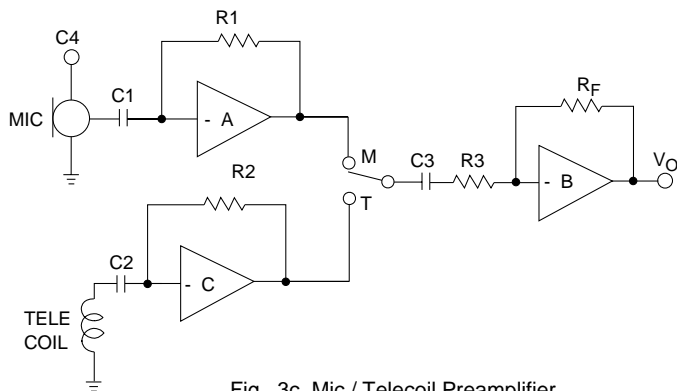 R1
C4
C1
MIC
- A
R2
M
T
C3
R3
RF
- B
VO
C2
- C
TELE
COIL
Fig. 3c Mic / Telecoil Preamplifier